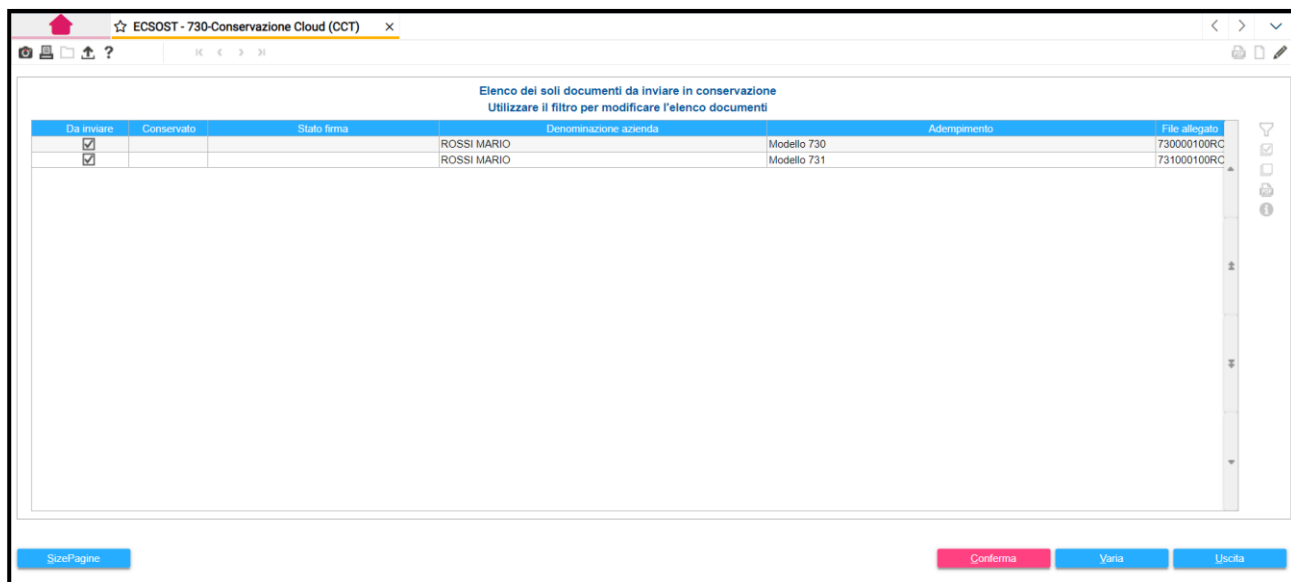 ECSOST - 730-Conservazione Cloud (CCT)
Elenco dei soli documenti da inviare in conservazione
Utilizzare il filtro per modificare l'elenco documenti
Da inviare Conservato Stato firma Denominazione azienda Adempimento File allegato
ROSSI MARIO Modello 730 730000100RO
ROSSI MARIO Modello 731 731000100RO
SizePagine Conferma Varia Uscita